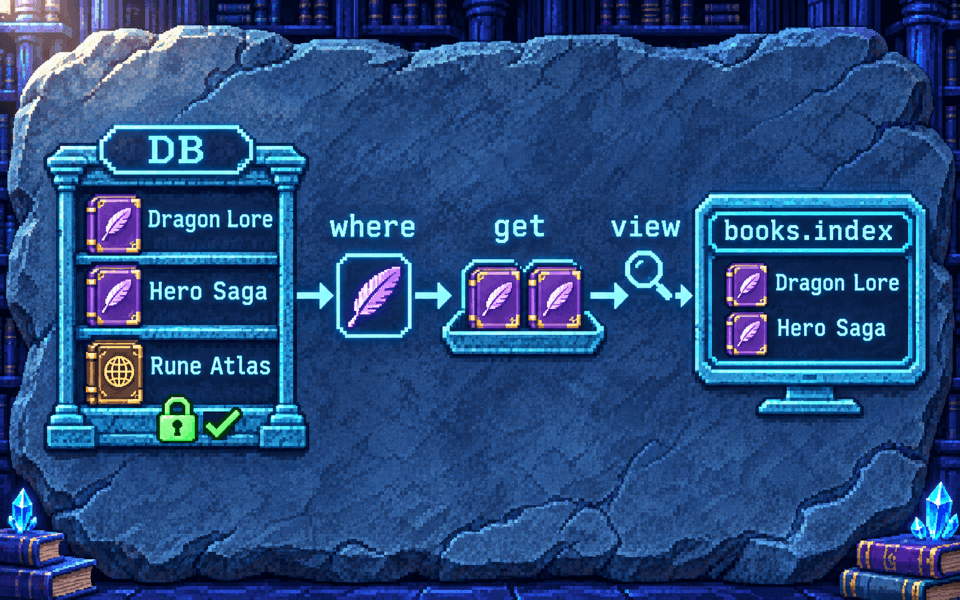 DB
Dragon Lore
Hero Saga
Rune Atlas
where
get
view
books.index
Dragon Lore
Hero Saga